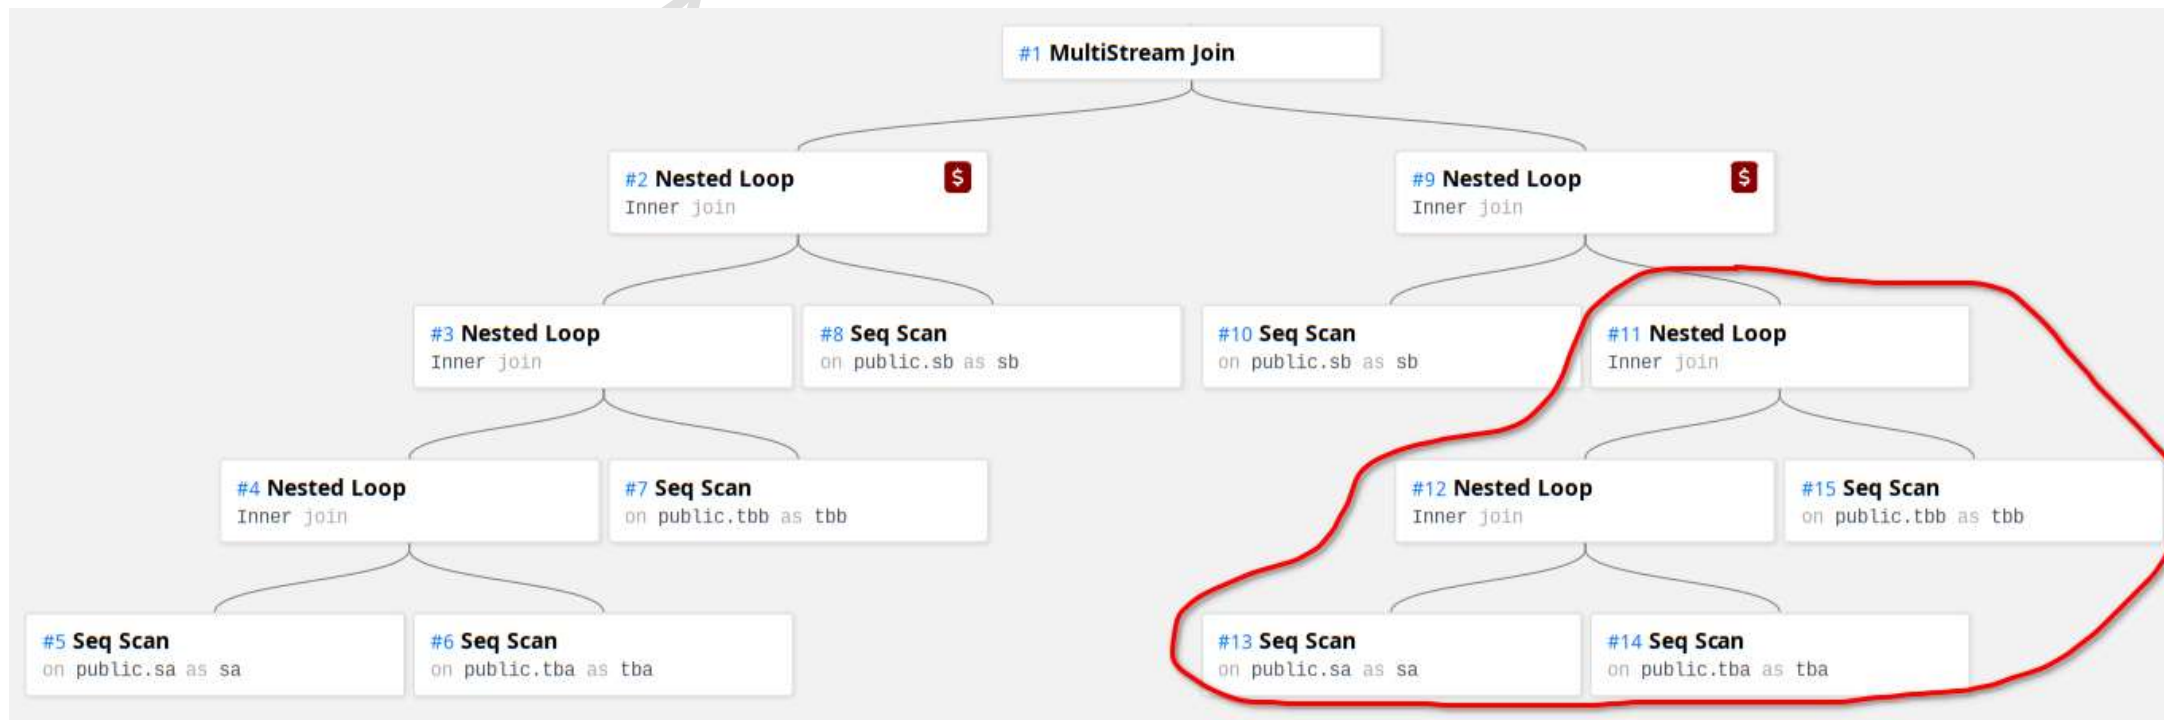 #1 MultiStream Join
#2 Nested Loop $
Inner join
#9 Nested Loop $
Inner join
#3 Nested Loop
Inner join
#8 Seq Scan
on public.sb as sb
#10 Seq Scan
on public.sb as sb
#11 Nested Loop
Inner join
#4 Nested Loop
Inner join
#7 Seq Scan
on public.tbb as tbb
#12 Nested Loop
Inner join
#15 Seq Scan
on public.tbb as tbb
#5 Seq Scan
on public.sa as sa
#6 Seq Scan
on public.tba as tba
#13 Seq Scan
on public.sa as sa
#14 Seq Scan
on public.tba as tba